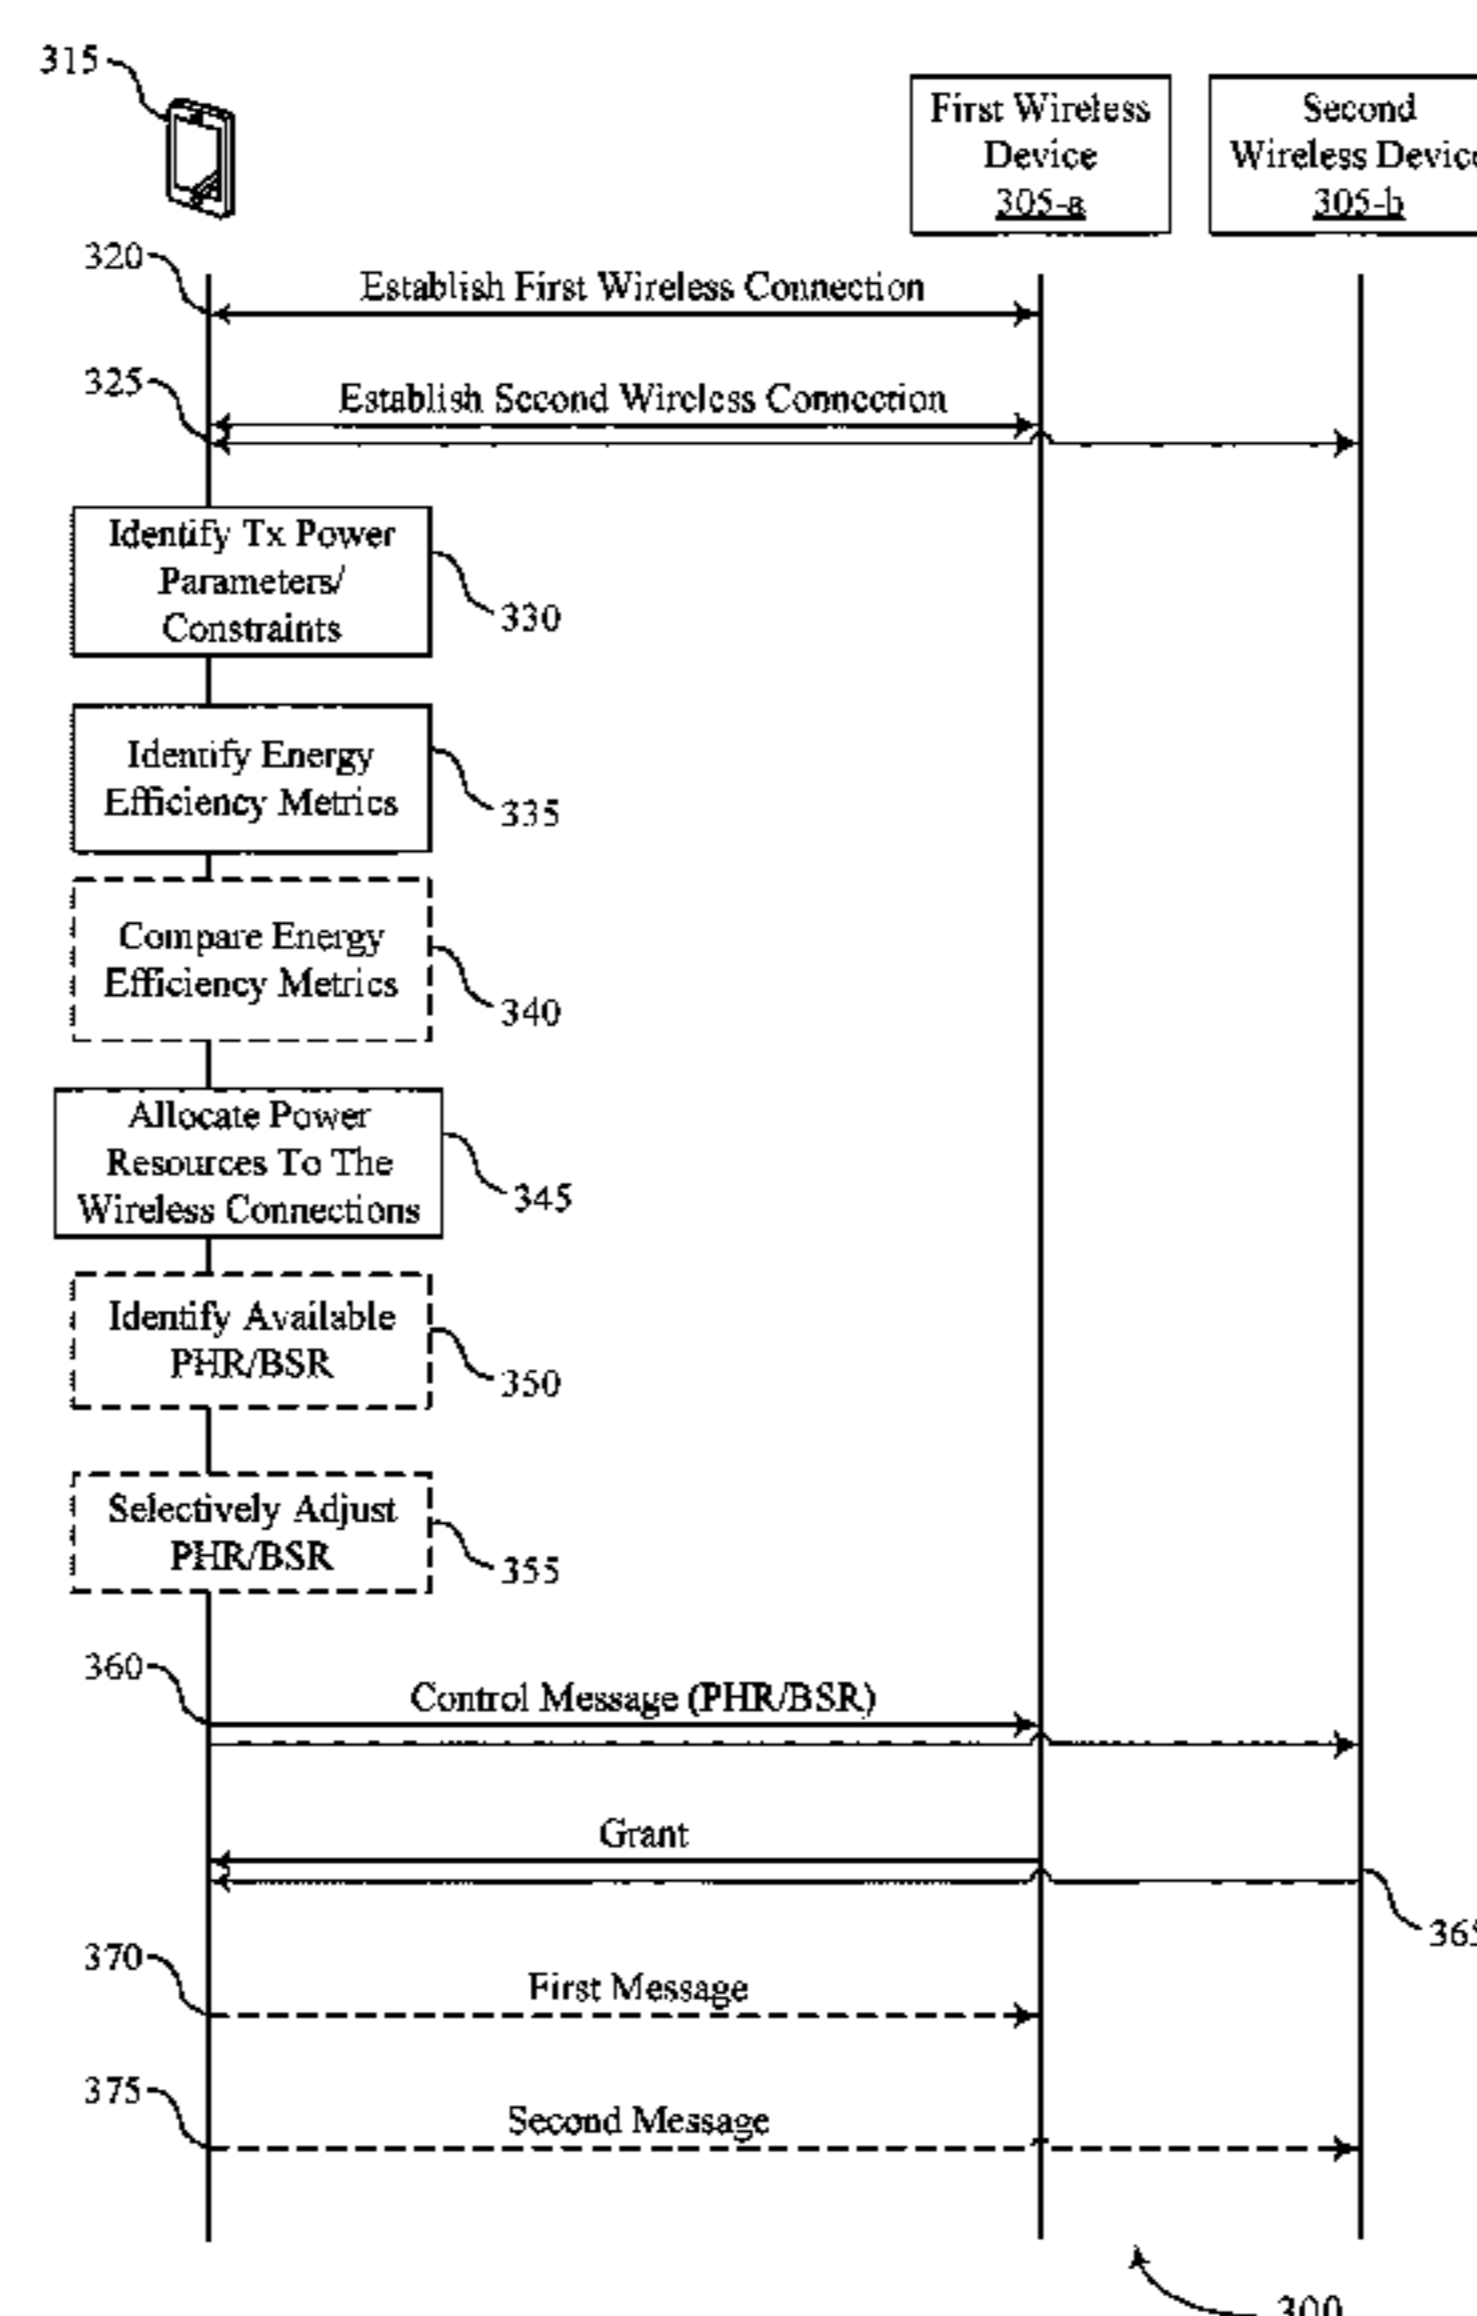 315
First Wireless
Device
305-a
Second
Wireless Device
305-b
320
Establish First Wireless Connection
325
Establish Second Wireless Connection
Identify Tx Power
Parameters/
Constraints
330
Identify Energy
Efficiency Metrics
335
Compare Energy
Efficiency Metrics
340
Allocate Power
Resources To The
Wireless Connections
345
Identify Available
PHR/BSR
350
Selectively Adjust
PHR/BSR
355
360
Control Message (PHR/BSR)
Grant
365
370
First Message
375
Second Message
300